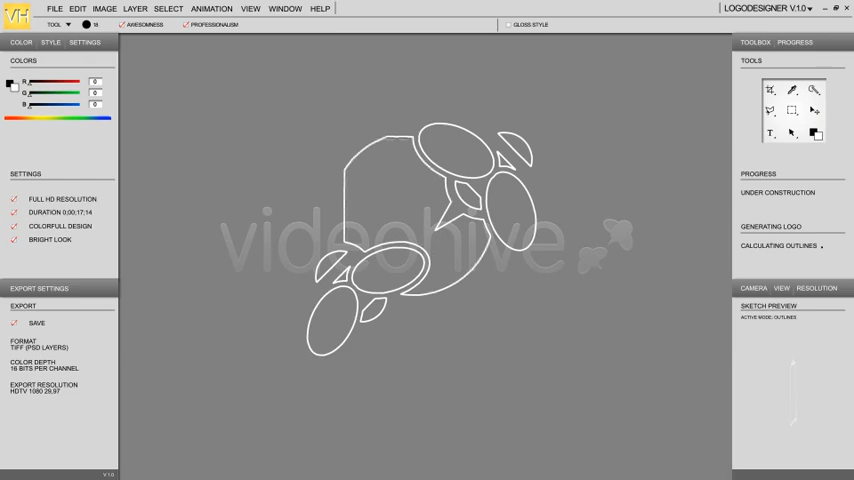 VH
FILE EDIT IMAGE LAYER SELECT ANIMATION VIEW WINDOW HELP
LOGODESIGNER V.1.0
TOOL 18 AWESOMNESS PROFESSIONALISM GLOSS STYLE
COLOR STYLE SETTINGS
COLORS
R 0
G 0
B 0
SETTINGS
FULL HD RESOLUTION
DURATION 0;00;17;14
COLORFULL DESIGN
BRIGHT LOOK
EXPORT SETTINGS
EXPORT
SAVE
FORMAT
TIFF (PSD LAYERS)
COLOR DEPTH
16 BITS PER CHANNEL
EXPORT RESOLUTION
HDTV 1080 29,97
V 1.0
videohive
TOOLBOX PROGRESS
TOOLS
T
PROGRESS
UNDER CONSTRUCTION
GENERATING LOGO
CALCULATING OUTLINES .
CAMERA VIEW RESOLUTION
SKETCH PREVIEW
ACTIVE MODE: OUTLINES